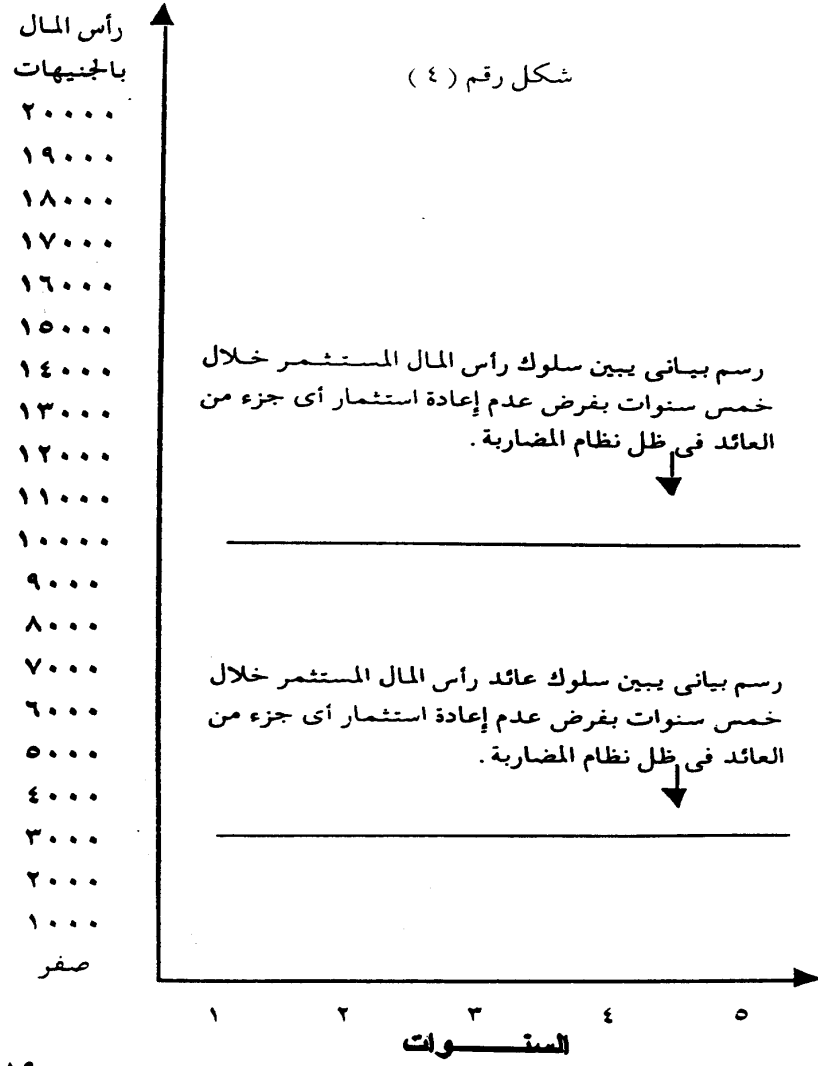 رأس المال
بالجنيهات
شكل رقم ( ٤ )
٢٠٠٠٠
١٩٠٠٠
١٨٠٠٠
١٧٠٠٠
١٦٠٠٠
١٥٠٠٠
١٤٠٠٠
١٣٠٠٠
١٢٠٠٠
١١٠٠٠
١٠٠٠٠
٩٠٠٠
٨٠٠٠
٧٠٠٠
٦٠٠٠
٥٠٠٠
٤٠٠٠
٣٠٠٠
٢٠٠٠
١٠٠٠
صفر
رسم بيانى يبين سلوك رأس المال المستثمر خلال
خمس سنوات بفرض عدم إعادة استثمار أى جزء من
العائد فى ظل نظام المضاربة .
رسم بيانى يبين سلوك عائد رأس المال المستثمر خلال
خمس سنوات بفرض عدم إعادة استثمار أى جزء من
العائد فى ظل نظام المضاربة .
١ ٢ ٣ ٤ ٥
السنوات